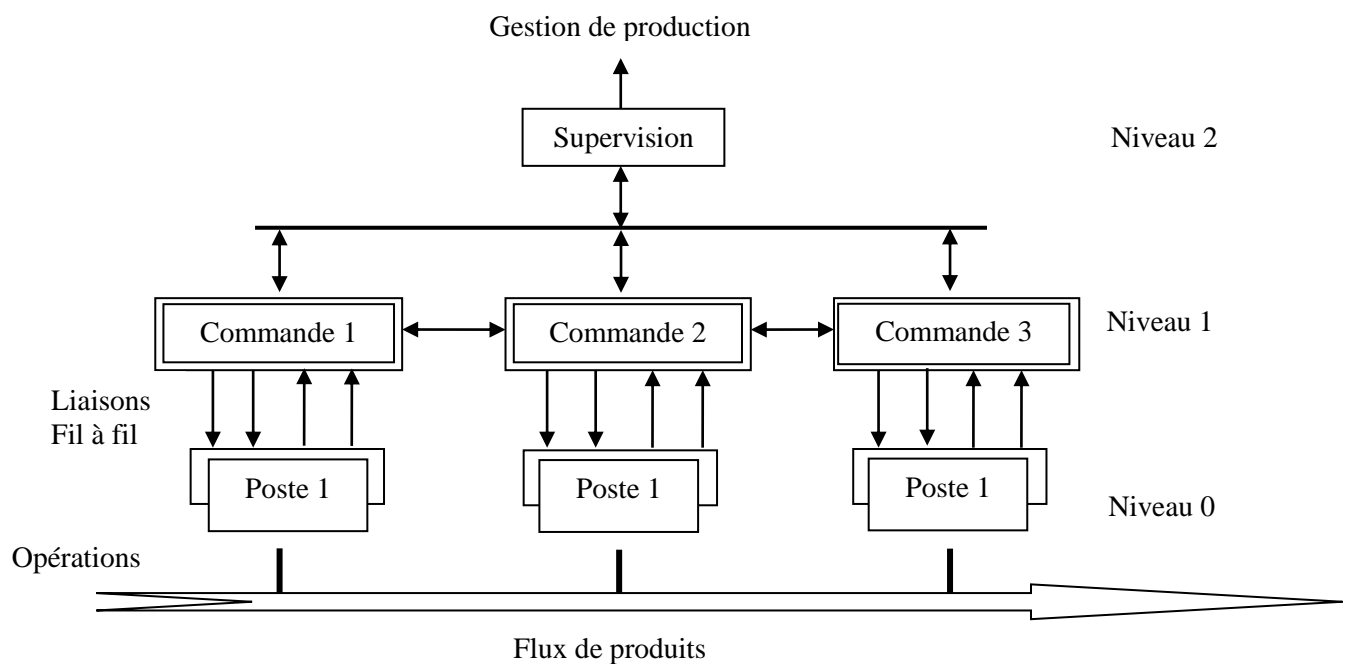 Gestion de production
Supervision
Niveau 2
Commande 1
Commande 2
Commande 3
Niveau 1
Liaisons
Fil à fil
Poste 1
Poste 1
Poste 1
Niveau 0
Opérations
Flux de produits